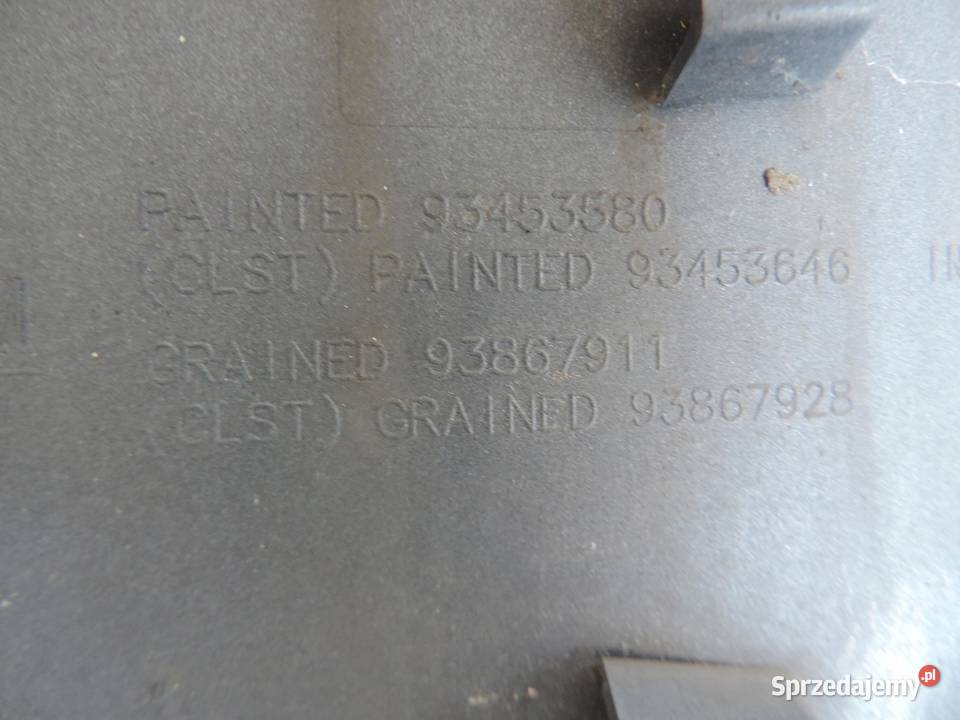 PAINTED 93453580
(CLST) PAINTED 93453646
GRAINED 93867911
(CLST) GRAINED 93867928
Sprzedajemy.pl